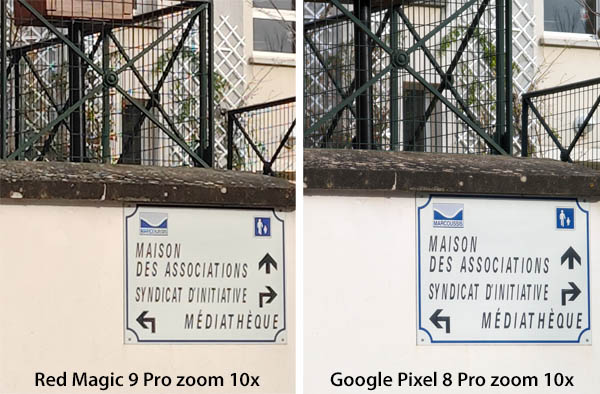 MARCOUSSIS
MAISON
DES ASSOCIATIONS
SYNDICAT D'INITIATIVE
MÉDIATHÈQUE
Red Magic 9 Pro zoom 10x
MARCOUSSIS
MAISON
DES ASSOCIATIONS
SYNDICAT D'INITIATIVE
MÉDIATHÈQUE
Google Pixel 8 Pro zoom 10x